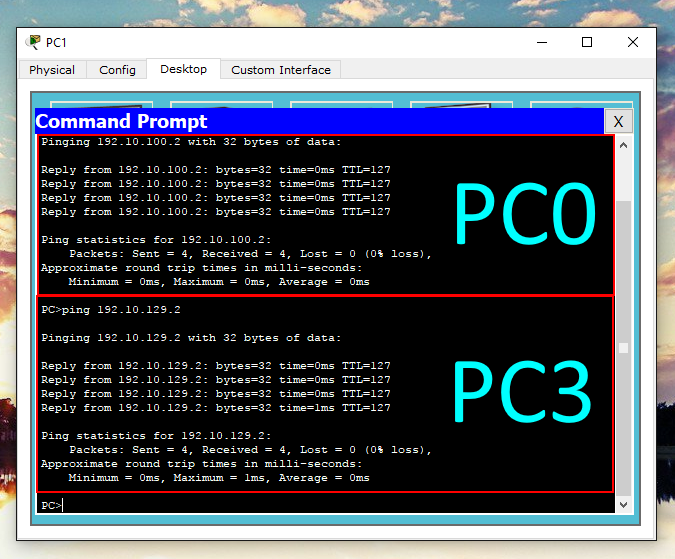 PC1
Physical Config Desktop Custom Interface
Command Prompt X
Pinging 192.10.100.2 with 32 bytes of data:
Reply from 192.10.100.2: bytes=32 time=0ms TTL=127
Reply from 192.10.100.2: bytes=32 time=0ms TTL=127
Reply from 192.10.100.2: bytes=32 time=0ms TTL=127
Reply from 192.10.100.2: bytes=32 time=0ms TTL=127
PC0
Ping statistics for 192.10.100.2:
Packets: Sent = 4, Received = 4, Lost = 0 (0% loss),
Approximate round trip times in milli-seconds:
Minimum = 0ms, Maximum = 0ms, Average = 0ms
PC>ping 192.10.129.2
Pinging 192.10.129.2 with 32 bytes of data:
Reply from 192.10.129.2: bytes=32 time=0ms TTL=127
Reply from 192.10.129.2: bytes=32 time=0ms TTL=127
Reply from 192.10.129.2: bytes=32 time=0ms TTL=127
Reply from 192.10.129.2: bytes=32 time=1ms TTL=127
PC3
Ping statistics for 192.10.129.2:
Packets: Sent = 4, Received = 4, Lost = 0 (0% loss),
Approximate round trip times in milli-seconds:
Minimum = 0ms, Maximum = 1ms, Average = 0ms
PC>